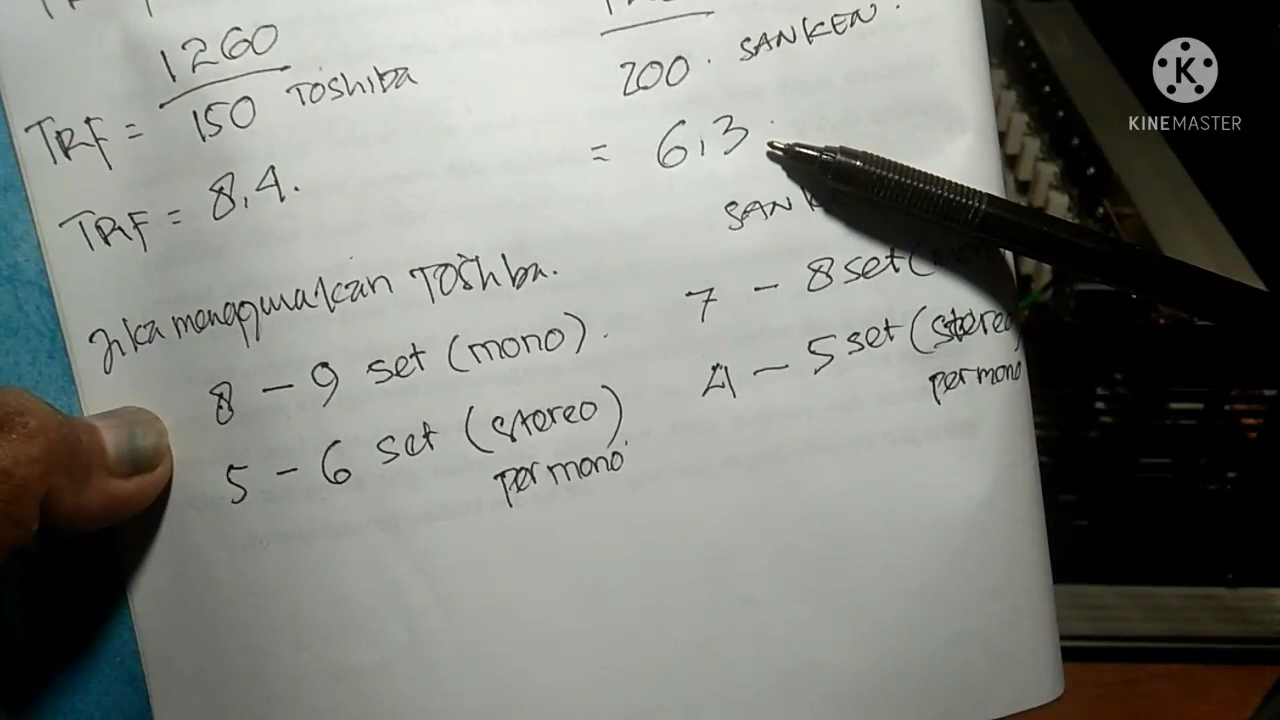 1260
TRF = 150 Toshiba
TRF = 8,4.
Jika menggunakan Toshiba.
8 - 9 set (mono).
5 - 6 set (stereo)
per mono
200. SANKEN.
= 6,3.
7 - 8 set
4 - 5 set (stereo
per mono
K
KINEMASTER